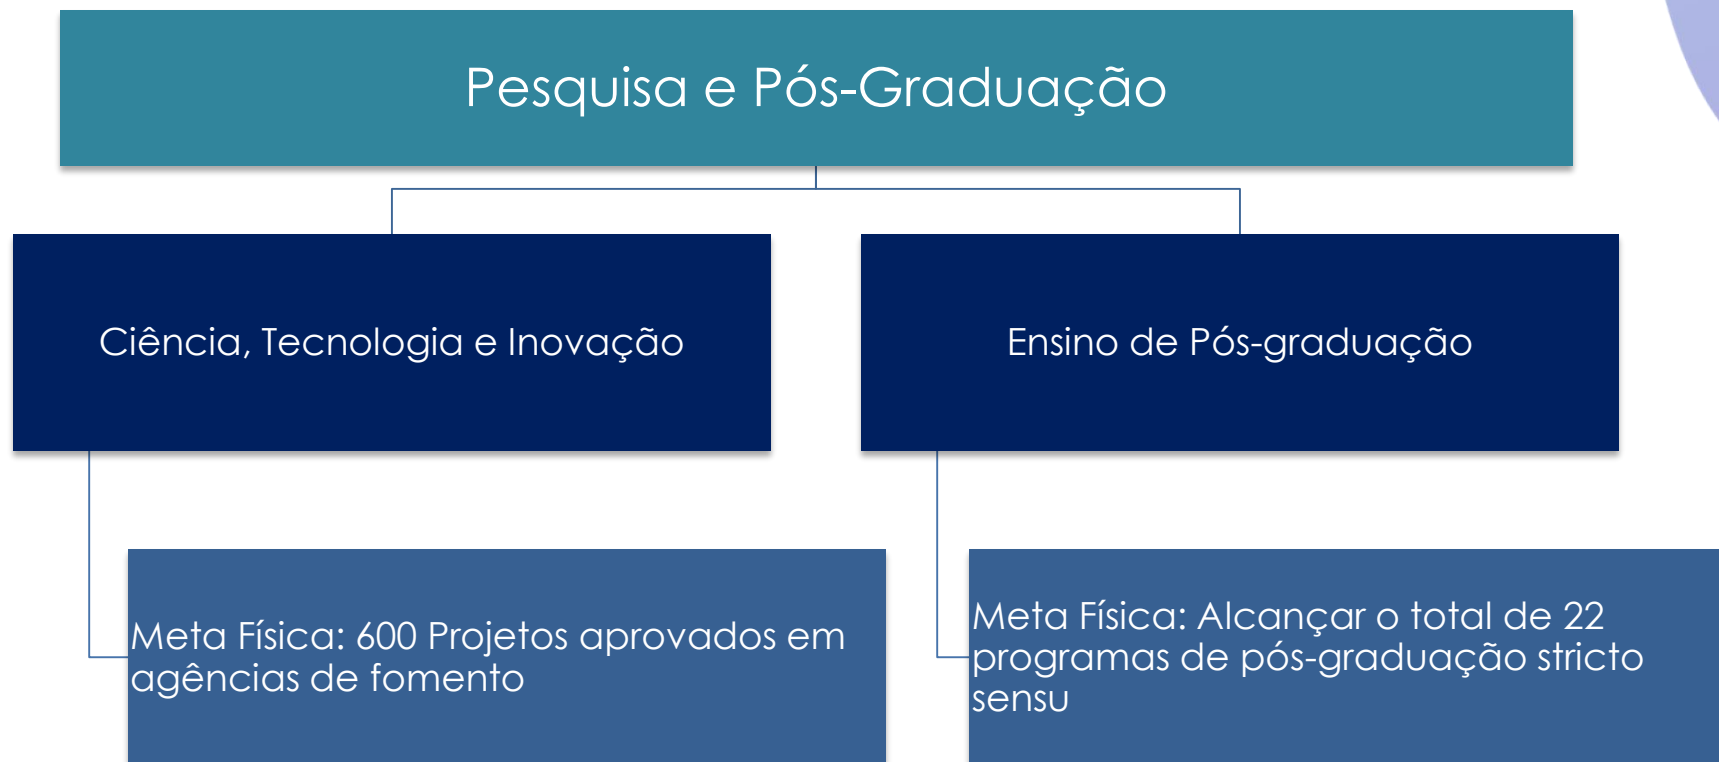 Pesquisa e Pós-Graduação
Ciência, Tecnologia e Inovação
Ensino de Pós-graduação
Meta Física: 600 Projetos aprovados em
agências de fomento
Meta Física: Alcançar o total de 22
programas de pós-graduação stricto
sensu